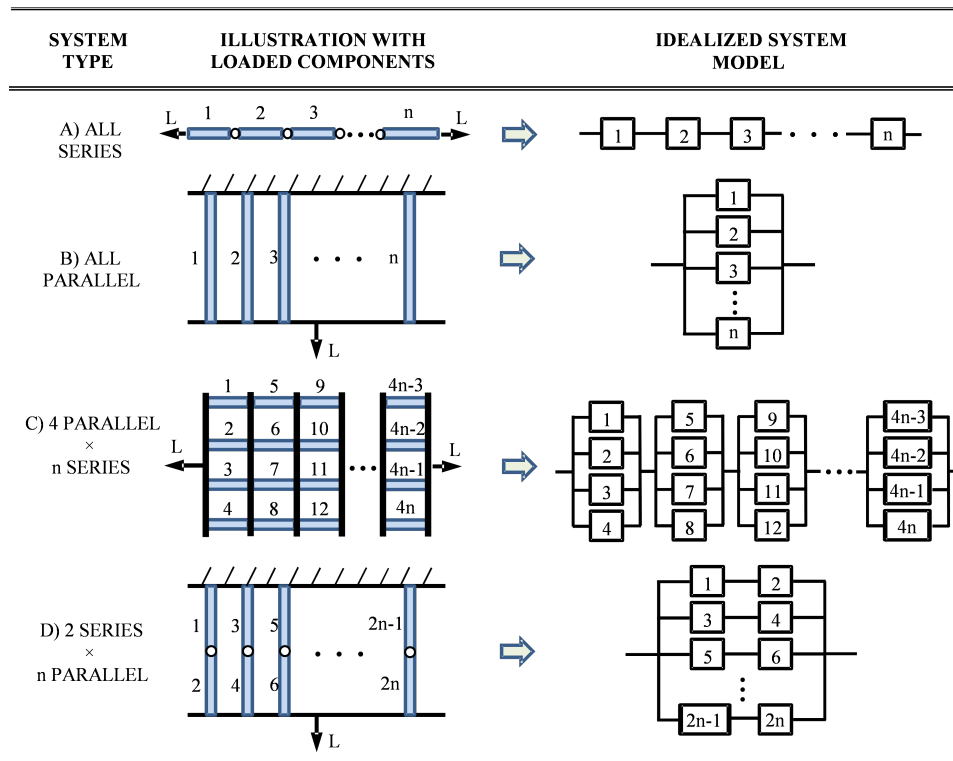 SYSTEM TYPE
ILLUSTRATION WITH LOADED COMPONENTS
IDEALIZED SYSTEM MODEL
A) ALL SERIES
L 1 2 3 n L
1 2 3 n
B) ALL PARALLEL
1 2 3 n
L
1
2
3
n
C) 4 PARALLEL
×
n SERIES
L
1 5 9 4n-3
2 6 10 4n-2
3 7 11 4n-1
4 8 12 4n
L
1 5 9 4n-3
2 6 10 4n-2
3 7 11 4n-1
4 8 12 4n
D) 2 SERIES
×
n PARALLEL
1 3 5 2n-1
2 4 6 2n
L
1 2
3 4
5 6
2n-1 2n